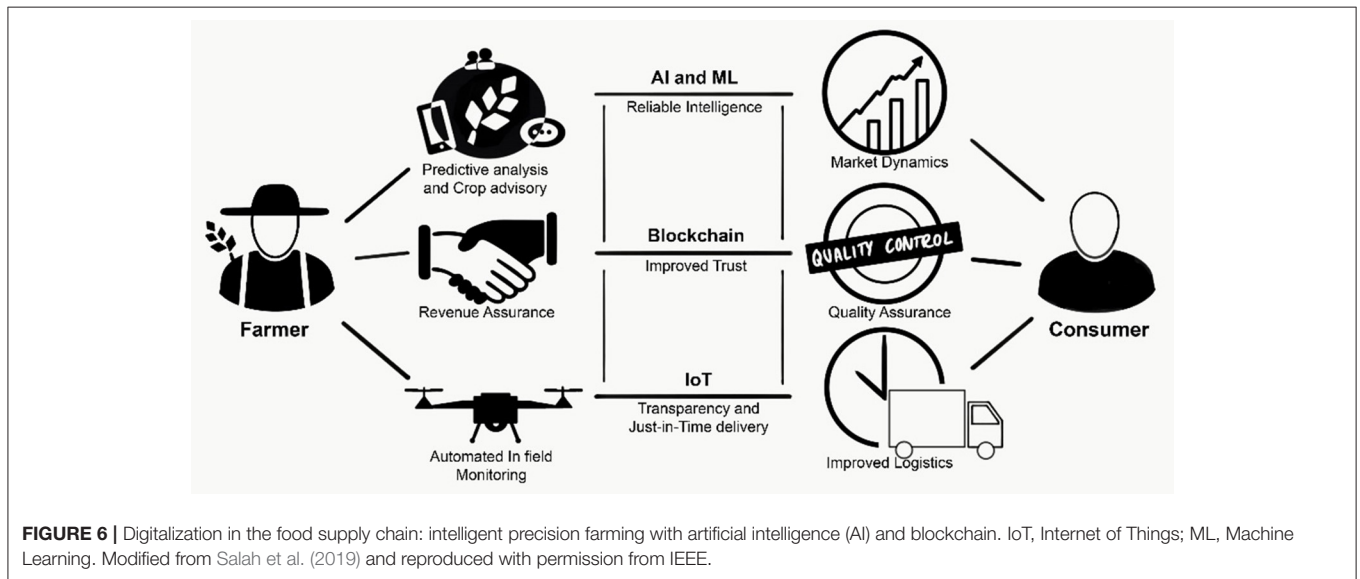 AI and ML
Reliable Intelligence
Predictive analysis
and Crop advisory
Market Dynamics
Blockchain
Improved Trust
QUALITY CONTROL
Revenue Assurance
Quality Assurance
Farmer
Consumer
IoT
Transparency and
Just-in-Time delivery
Automated In field
Monitoring
Improved Logistics
FIGURE 6 | Digitalization in the food supply chain: intelligent precision farming with artificial intelligence (AI) and blockchain. IoT, Internet of Things; ML, Machine
Learning. Modified from Salah et al. (2019) and reproduced with permission from IEEE.